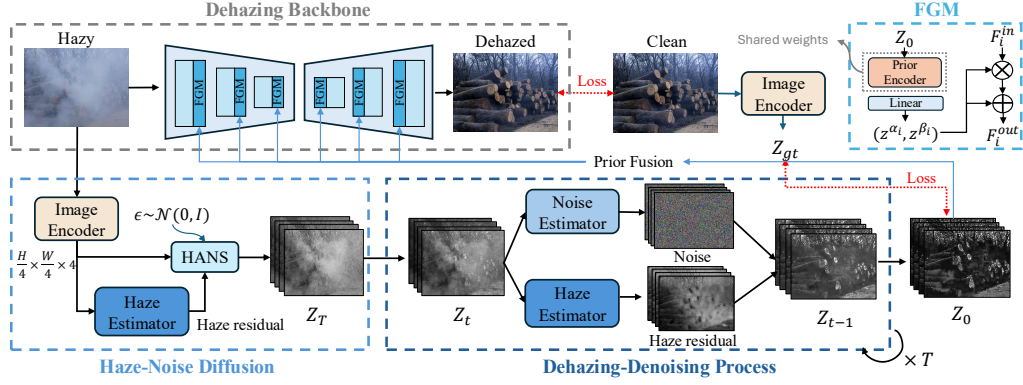 Dehazing Backbone
FGM
Hazy
Dehazed
Clean
Loss
FGM
FGM
FGM
FGM
FGM
FGM
Image
Encoder
Z_{gt}
Shared weights
Z_0
Prior
Encoder
Linear
(z^{α_i}, z^{β_i})
F_i^{in}
F_i^{out}
Prior Fusion
Loss
Image
Encoder
ϵ~𝒩(0, I)
HANS
H/4 × W/4 × 4
Haze
Estimator
Haze residual
Z_T
Z_t
Noise
Estimator
Noise
Haze
Estimator
Haze residual
Z_{t−1}
Z_0
× T
Haze-Noise Diffusion
Dehazing-Denoising Process